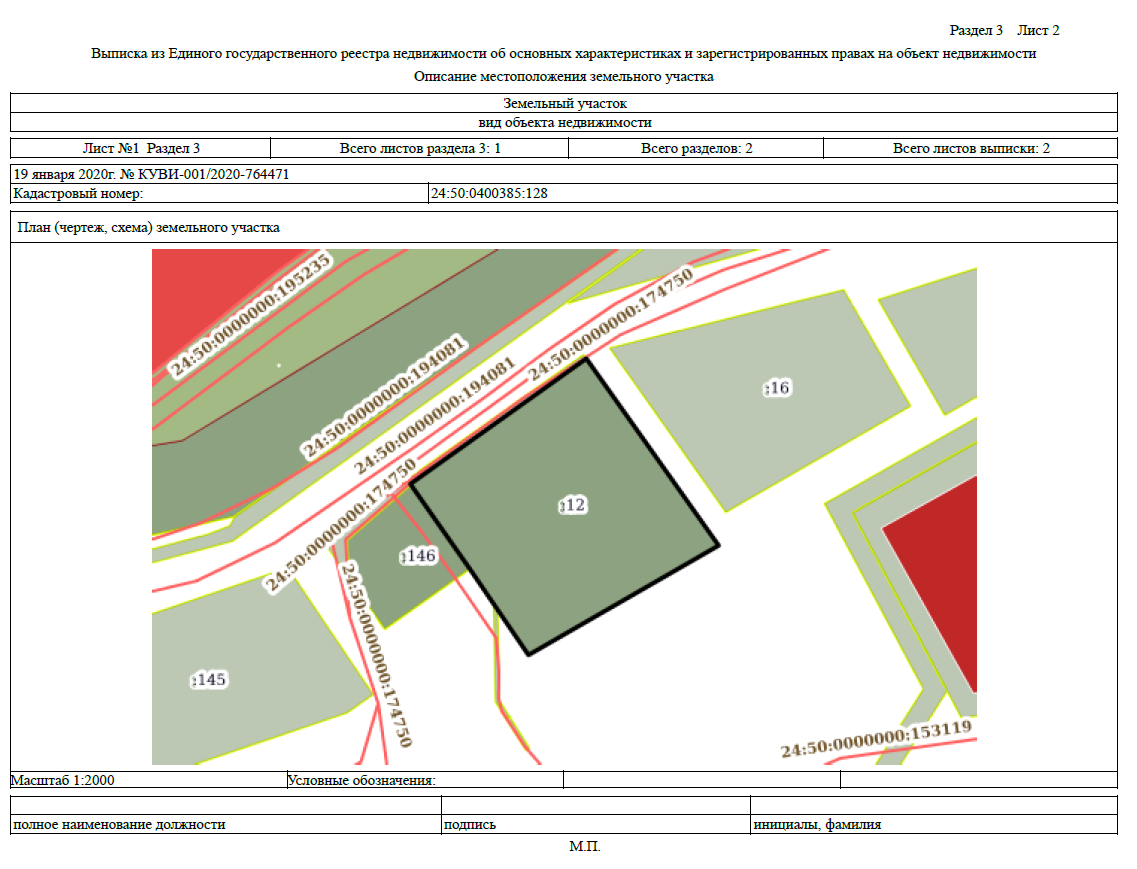 Раздел 3 Лист 2
Выписка из Единого государственного реестра недвижимости об основных характеристиках и зарегистрированных правах на объект недвижимости
Описание местоположения земельного участка
Земельный участок
вид объекта недвижимости
Лист №1 Раздел 3 Всего листов раздела 3: 1 Всего разделов: 2 Всего листов выписки: 2
19 января 2020г. № КУВИ-001/2020-764471
Кадастровый номер: 24:50:0400385:128
План (чертеж, схема) земельного участка
24:50:0000000:195235
24:50:0000000:174750
24:50:0000000:194081
24:50:0000000:194081
:16
24:50:0000000:174750
:12
:146
24:50:0000000:174750
:145
24:50:0000000:153119
Масштаб 1:2000 Условные обозначения:
полное наименование должности подпись инициалы, фамилия
М.П.